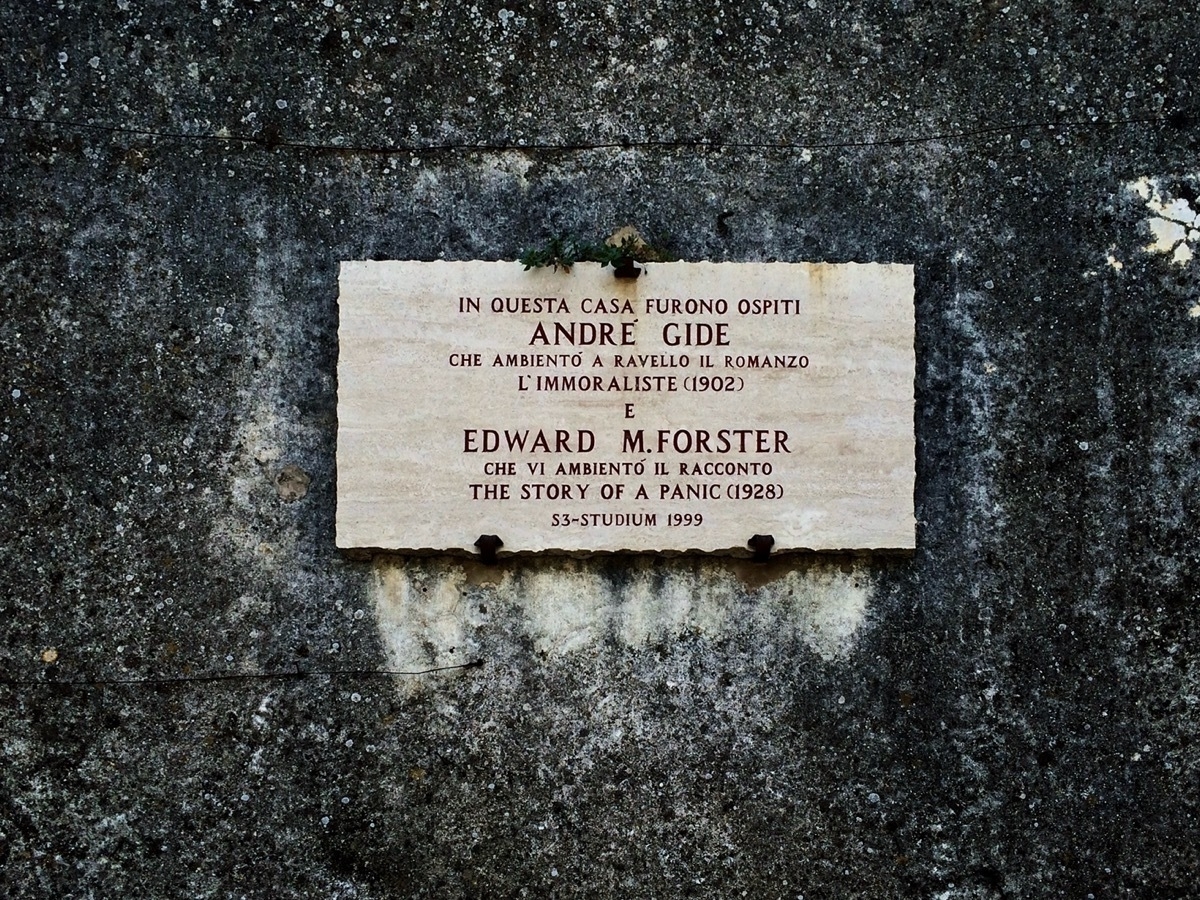 IN QUESTA CASA FURONO OSPITI
ANDRÉ GIDE
CHE AMBIENTÓ A RAVELLO IL ROMANZO
L'IMMORALISTE (1902)
E
EDWARD M.FORSTER
CHE VI AMBIENTÓ IL RACCONTO
THE STORY OF A PANIC (1928)
S3-STUDIUM 1999